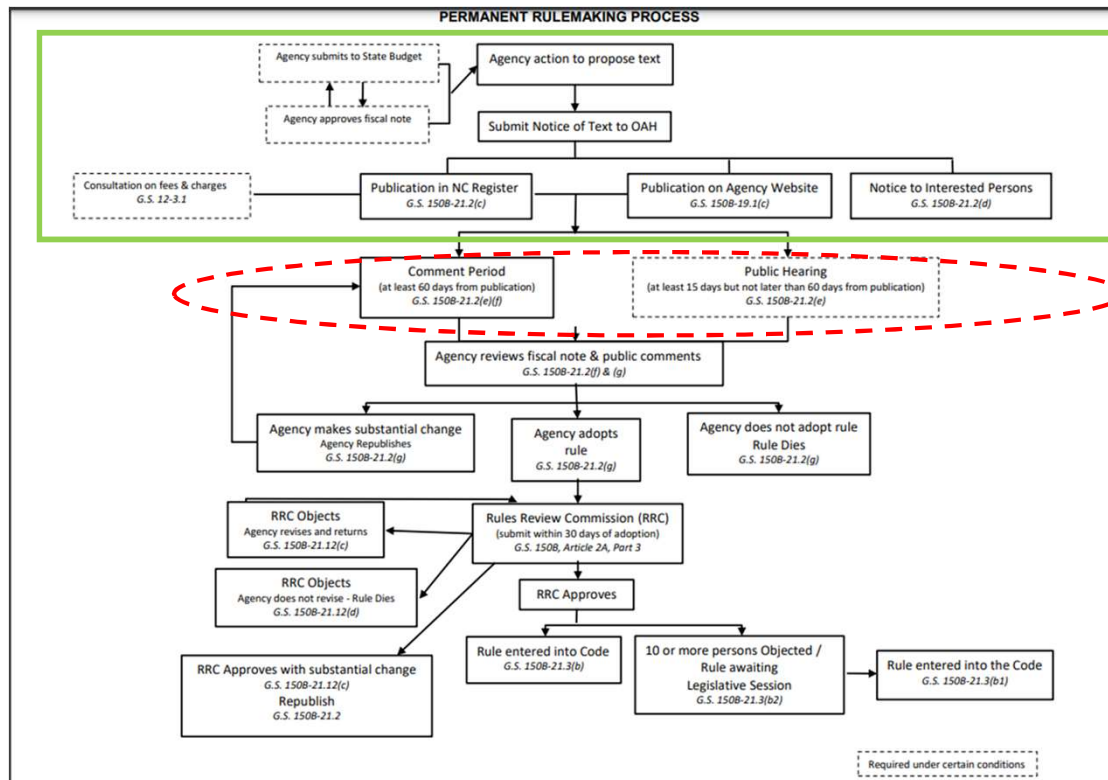 PERMANENT RULEMAKING PROCESS
Agency submits to State Budget
Agency approves fiscal note
Agency action to propose text
Submit Notice of Text to OAH
Consultation on fees & charges
G.S. 12-3.1
Publication in NC Register
G.S. 150B-21.2(c)
Publication on Agency Website
G.S. 150B-19.1(c)
Notice to Interested Persons
G.S. 150B-21.2(d)
Comment Period
(at least 60 days from publication)
G.S. 150B-21.2(e)(f)
Public Hearing
(at least 15 days but not later than 60 days from publication)
G.S. 150B-21.2(e)
Agency reviews fiscal note & public comments
G.S. 150B-21.2(f) & (g)
Agency makes substantial change
Agency Republishes
G.S. 150B-21.2(g)
Agency adopts
rule
G.S. 150B-21.2(g)
Agency does not adopt rule
Rule Dies
G.S. 150B-21.2(g)
RRC Objects
Agency revises and returns
G.S. 150B-21.12(c)
Rules Review Commission (RRC)
(submit within 30 days of adoption)
G.S. 150B, Article 2A, Part 3
RRC Objects
Agency does not revise - Rule Dies
G.S. 150B-21.12(d)
RRC Approves
RRC Approves with substantial change
G.S. 150B-21.12(c)
Republish
G.S. 150B-21.2
Rule entered into Code
G.S. 150B-21.3(b)
10 or more persons Objected /
Rule awaiting
Legislative Session
G.S. 150B-21.3(b2)
Rule entered into the Code
G.S. 150B-21.3(b1)
Required under certain conditions